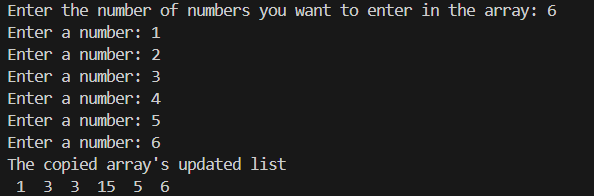 Enter the number of numbers you want to enter in the array: 6
Enter a number: 1
Enter a number: 2
Enter a number: 3
Enter a number: 4
Enter a number: 5
Enter a number: 6
The copied array's updated list
 1  3  3  15  5  6